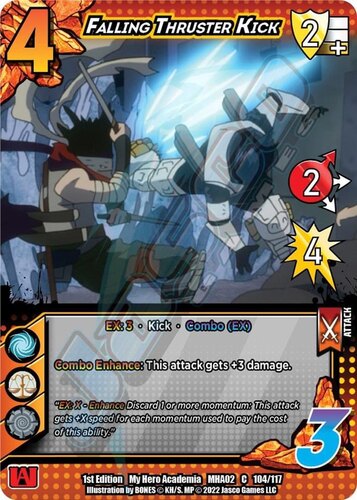 4
FALLING THRUSTER KICK
2
+
2
4
ATTACK
EX: 3 · Kick · Combo (EX)
Combo Enhance: This attack gets +3 damage.
"EX: X - Enhance Discard 1 or more momentum: This attack
gets +X speed for each momentum used to pay the cost
of this ability."
3
1st Edition My Hero Academia MHA02 C 104/117
Illustration by BONES © KH/S. MP © 2022 Jasco Games LLC